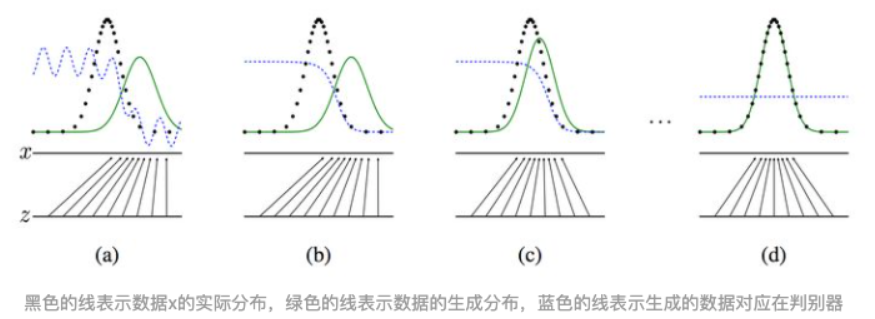 x
z
(a) (b) (c) ... (d)
黑色的线表示数据x的实际分布，绿色的线表示数据的生成分布，蓝色的线表示生成的数据对应在判别器